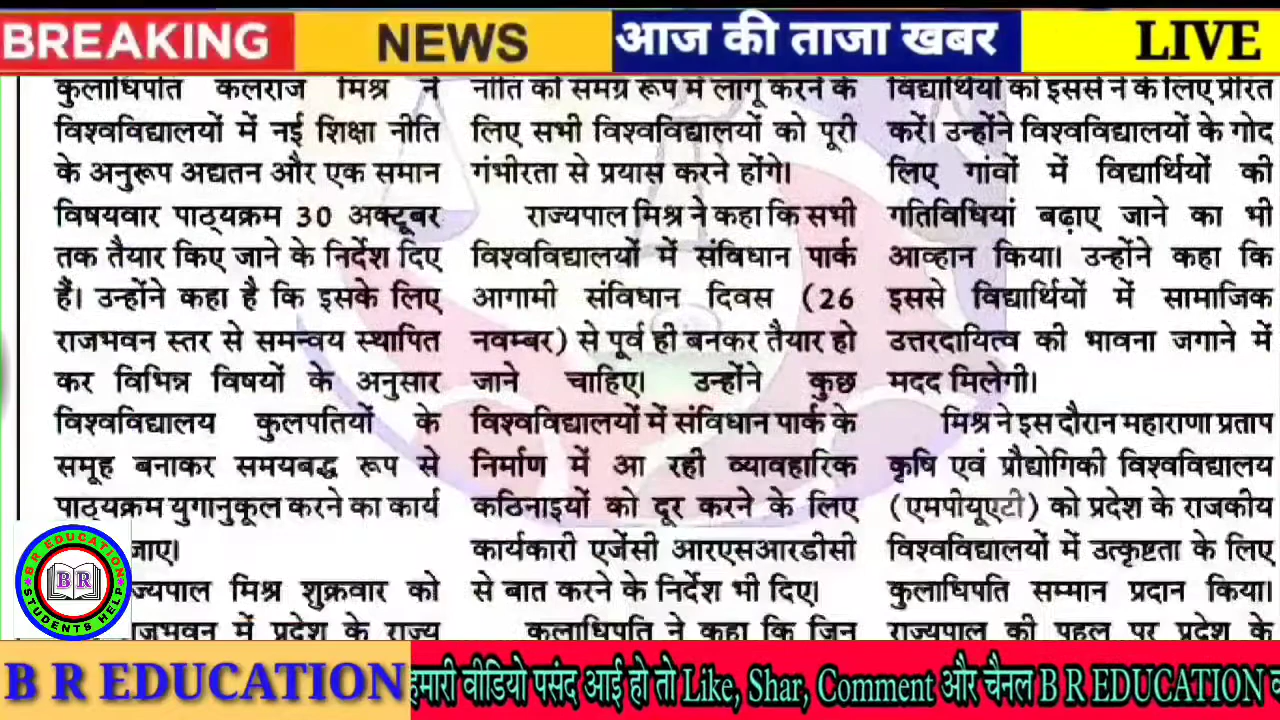 BREAKING NEWS आज की ताजा खबर LIVE
कुलाधिपति कलराज मिश्र ने
विश्वविद्यालयों में नई शिक्षा नीति
के अनुरूप अद्यतन और एक समान
विषयवार पाठ्यक्रम 30 अक्टूबर
तक तैयार किए जाने के निर्देश दिए
हैं। उन्होंने कहा है कि इसके लिए
राजभवन स्तर से समन्वय स्थापित
कर विभिन्न विषयों के अनुसार
विश्वविद्यालय कुलपतियों के
समूह बनाकर समयबद्ध रूप से
पाठ्यक्रम युगानुकूल करने का कार्य
जाए।
ज्यपाल मिश्र शुक्रवार को
जभवन में प्रदेश के राज्य
नीति को समग्र रूप में लागू करने के
लिए सभी विश्वविद्यालयों को पूरी
गंभीरता से प्रयास करने होंगे।
राज्यपाल मिश्र ने कहा कि सभी
विश्वविद्यालयों में संविधान पार्क
आगामी संविधान दिवस (26
नवम्बर) से पूर्व ही बनकर तैयार हो
जाने चाहिए। उन्होंने कुछ
विश्वविद्यालयों में संविधान पार्क के
निर्माण में आ रही व्यावहारिक
कठिनाइयों को दूर करने के लिए
कार्यकारी एजेंसी आरएसआरडीसी
से बात करने के निर्देश भी दिए।
कुलाधिपति ने कहा कि जिन
विद्यार्थियों को इससे ने के लिए प्रेरित
करें। उन्होंने विश्वविद्यालयों के गोद
लिए गांवों में विद्यार्थियों की
गतिविधियां बढ़ाए जाने का भी
आव्हान किया। उन्होंने कहा कि
इससे विद्यार्थियों में सामाजिक
उत्तरदायित्व की भावना जगाने में
मदद मिलेगी।
मिश्र ने इस दौरान महाराणा प्रताप
कृषि एवं प्रौद्योगिकी विश्वविद्यालय
(एमपीयूएटी) को प्रदेश के राजकीय
विश्वविद्यालयों में उत्कृष्टता के लिए
कुलाधिपति सम्मान प्रदान किया।
राज्यपाल की पहल पर प्रदेश के
B R EDUCATION
B R
STUDENTS HELP
B R EDUCATION
हमारी वीडियो पसंद आई हो तो Like, Shar, Comment और चैनल B R EDUCATION